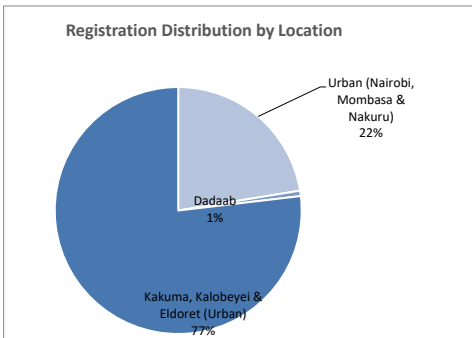 Registration Distribution by Location
Urban (Nairobi,
Mombasa &
Nakuru)
22%
Dadaab
1%
Kakuma, Kalobeyei &
Eldoret (Urban)
77%